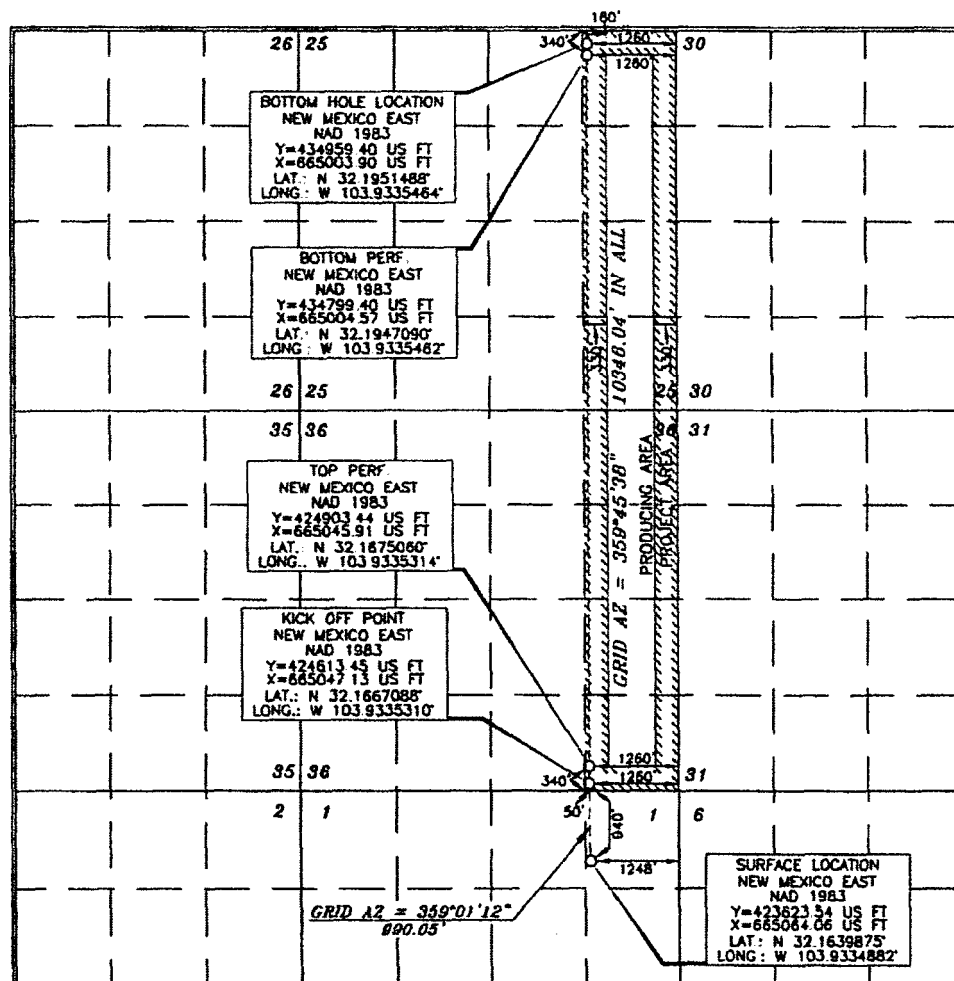 160'
26 25
340'
1260'
30
1260'
BOTTOM HOLE LOCATION
NEW MEXICO EAST
NAD 1983
Y=434959.40 US FT
X=665003.90 US FT
LAT.: N 32.1951488°
LONG.: W 103.9335464°
BOTTOM PERF.
NEW MEXICO EAST
NAD 1983
Y=434799.40 US FT
X=665004.57 US FT
LAT.: N 32.1947090°
LONG.: W 103.9335462°
330'
330'
GRID AZ = 359°45'38" 10346.04' IN ALL
PRODUCING AREA
PROJECT AREA
26 25
25 30
35 36
36 31
TOP PERF.
NEW MEXICO EAST
NAD 1983
Y=424903.44 US FT
X=665045.91 US FT
LAT.: N 32.1675060°
LONG.: W 103.9335314°
KICK OFF POINT
NEW MEXICO EAST
NAD 1983
Y=424613.45 US FT
X=665047.13 US FT
LAT.: N 32.1667088°
LONG.: W 103.9335310°
35 36
340'
1260'
1260'
31
2 1
50'
940'
1 6
1248'
GRID AZ = 359°01'12"
990.05'
SURFACE LOCATION
NEW MEXICO EAST
NAD 1983
Y=423623.54 US FT
X=665064.06 US FT
LAT.: N 32.1639875°
LONG.: W 103.9334882°